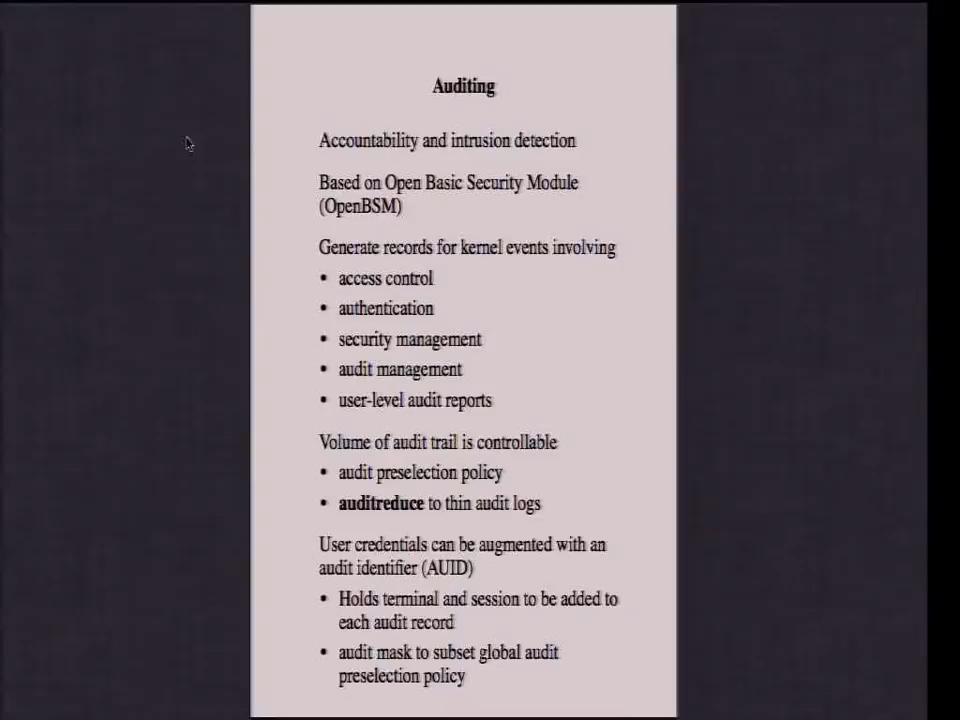 Auditing
Accountability and intrusion detection
Based on Open Basic Security Module
(OpenBSM)
Generate records for kernel events involving
• access control
• authentication
• security management
• audit management
• user-level audit reports
Volume of audit trail is controllable
• audit preselection policy
• auditreduce to thin audit logs
User credentials can be augmented with an
audit identifier (AUID)
• Holds terminal and session to be added to
each audit record
• audit mask to subset global audit
preselection policy